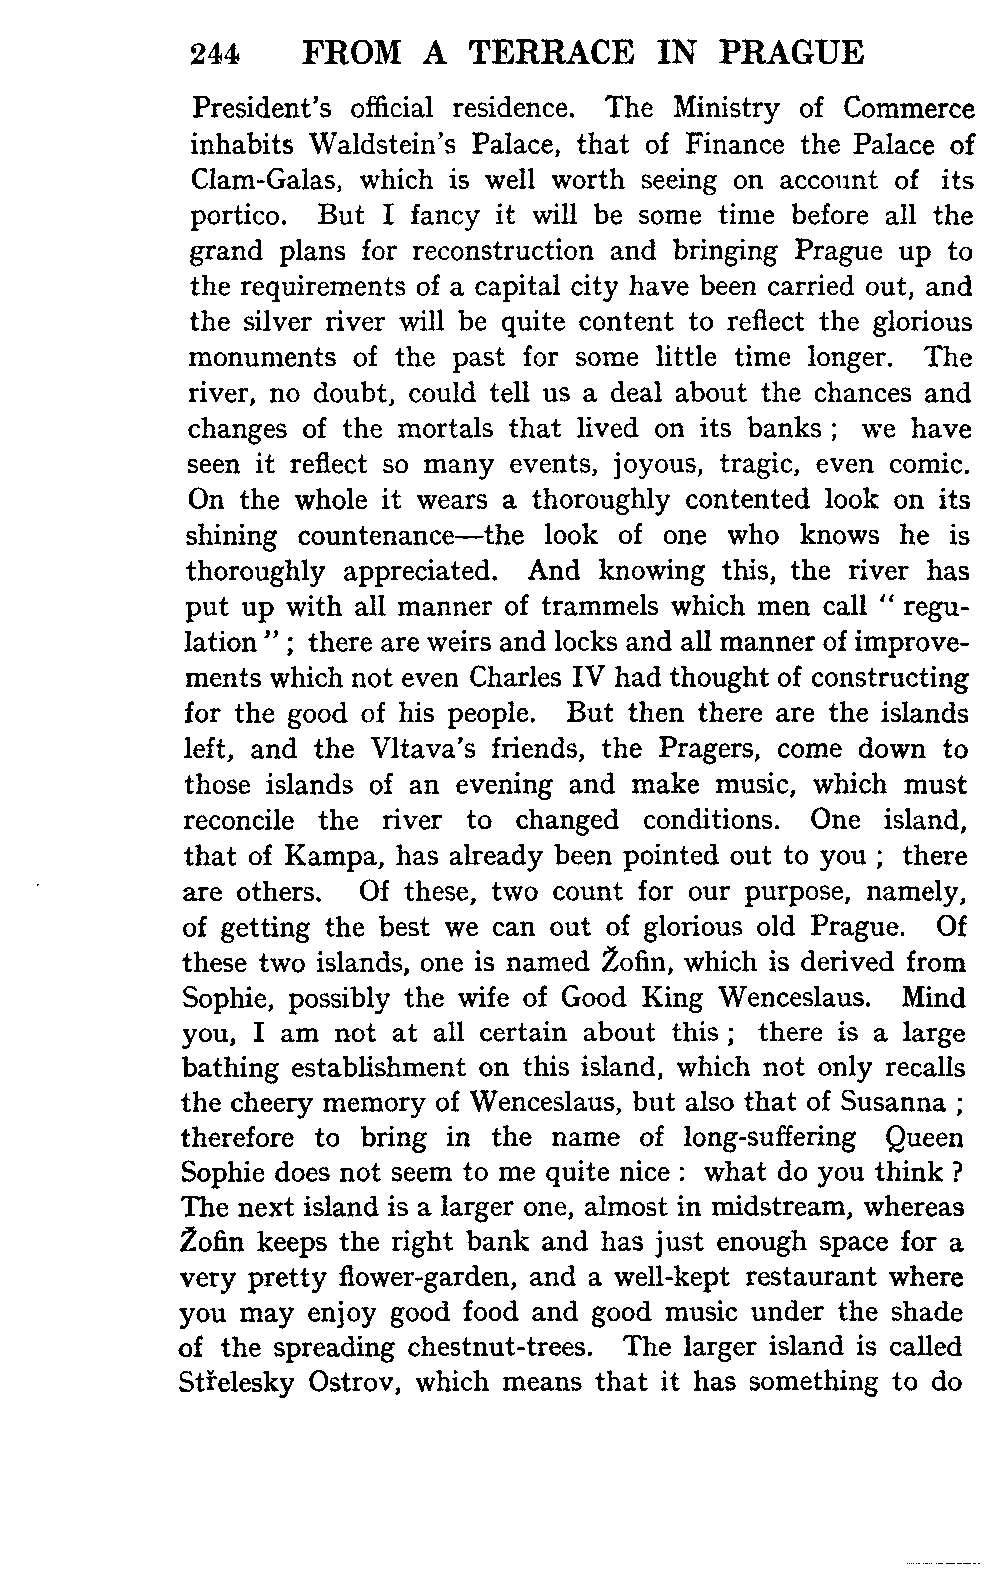 244 FROM A TERRACE IN PRAGUE
President's official residence. The Ministry of Commerce
inhabits Waldstein's Palace, that of Finance the Palace of
Clam-Galas, which is well worth seeing on account of its
portico. But I fancy it will be some time before all the
grand plans for reconstruction and bringing Prague up to
the requirements of a capital city have been carried out, and
the silver river will be quite content to reflect the glorious
monuments of the past for some little time longer. The
river, no doubt, could tell us a deal about the chances and
changes of the mortals that lived on its banks ; we have
seen it reflect so many events, joyous, tragic, even comic.
On the whole it wears a thoroughly contented look on its
shining countenance—the look of one who knows he is
thoroughly appreciated. And knowing this, the river has
put up with all manner of trammels which men call “ regu-
lation ” ; there are weirs and locks and all manner of improve-
ments which not even Charles IV had thought of constructing
for the good of his people. But then there are the islands
left, and the Vltava's friends, the Pragers, come down to
those islands of an evening and make music, which must
reconcile the river to changed conditions. One island,
that of Kampa, has already been pointed out to you ; there
are others. Of these, two count for our purpose, namely,
of getting the best we can out of glorious old Prague. Of
these two islands, one is named Žofin, which is derived from
Sophie, possibly the wife of Good King Wenceslaus. Mind
you, I am not at all certain about this ; there is a large
bathing establishment on this island, which not only recalls
the cheery memory of Wenceslaus, but also that of Susanna ;
therefore to bring in the name of long-suffering Queen
Sophie does not seem to me quite nice : what do you think ?
The next island is a larger one, almost in midstream, whereas
Žofin keeps the right bank and has just enough space for a
very pretty flower-garden, and a well-kept restaurant where
you may enjoy good food and good music under the shade
of the spreading chestnut-trees. The larger island is called
Střelesky Ostrov, which means that it has something to do